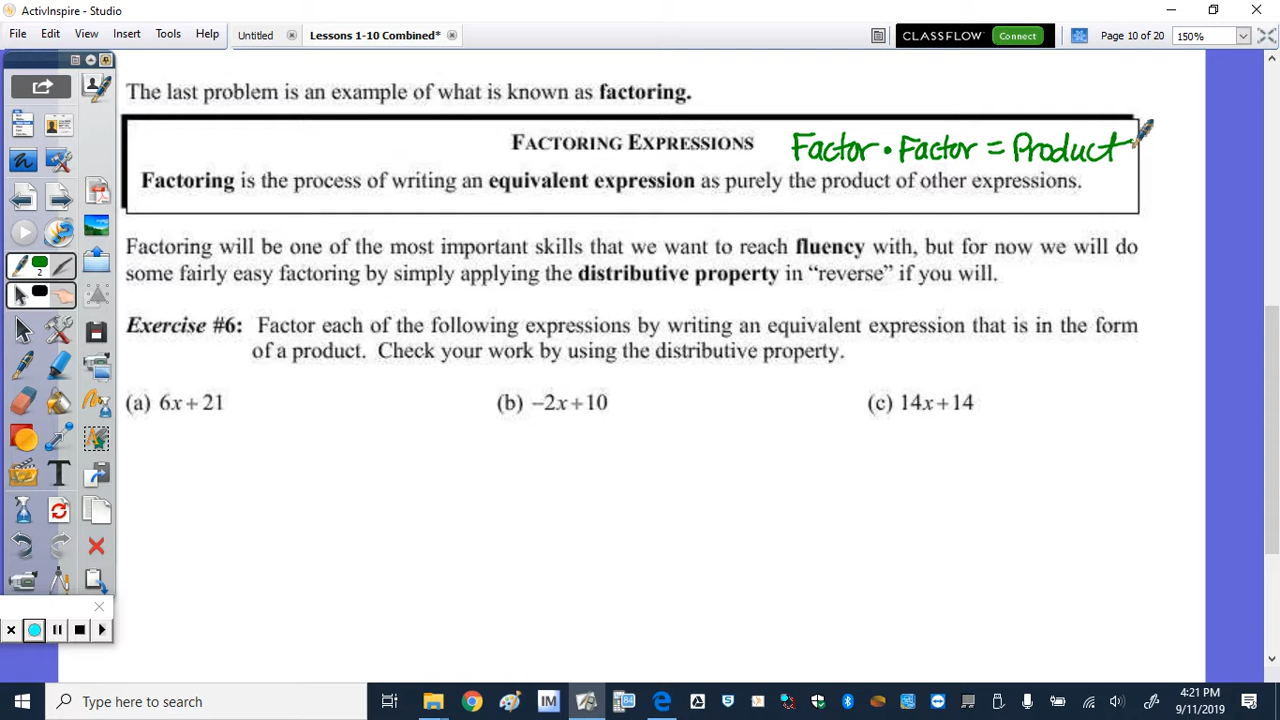 ActivInspire - Studio
File Edit View Insert Tools Help
Untitled
Lessons 1-10 Combined*
CLASSFLOW Connect
Page 10 of 20
150%
The last problem is an example of what is known as factoring.
FACTORING EXPRESSIONS
Factor · Factor = Product
Factoring is the process of writing an equivalent expression as purely the product of other expressions.
Factoring will be one of the most important skills that we want to reach fluency with, but for now we will do
some fairly easy factoring by simply applying the distributive property in “reverse” if you will.
Exercise #6: Factor each of the following expressions by writing an equivalent expression that is in the form
of a product. Check your work by using the distributive property.
(a) 6x + 21
(b) −2x + 10
(c) 14x + 14
2
T
Type here to search
IM
4:21 PM
9/11/2019